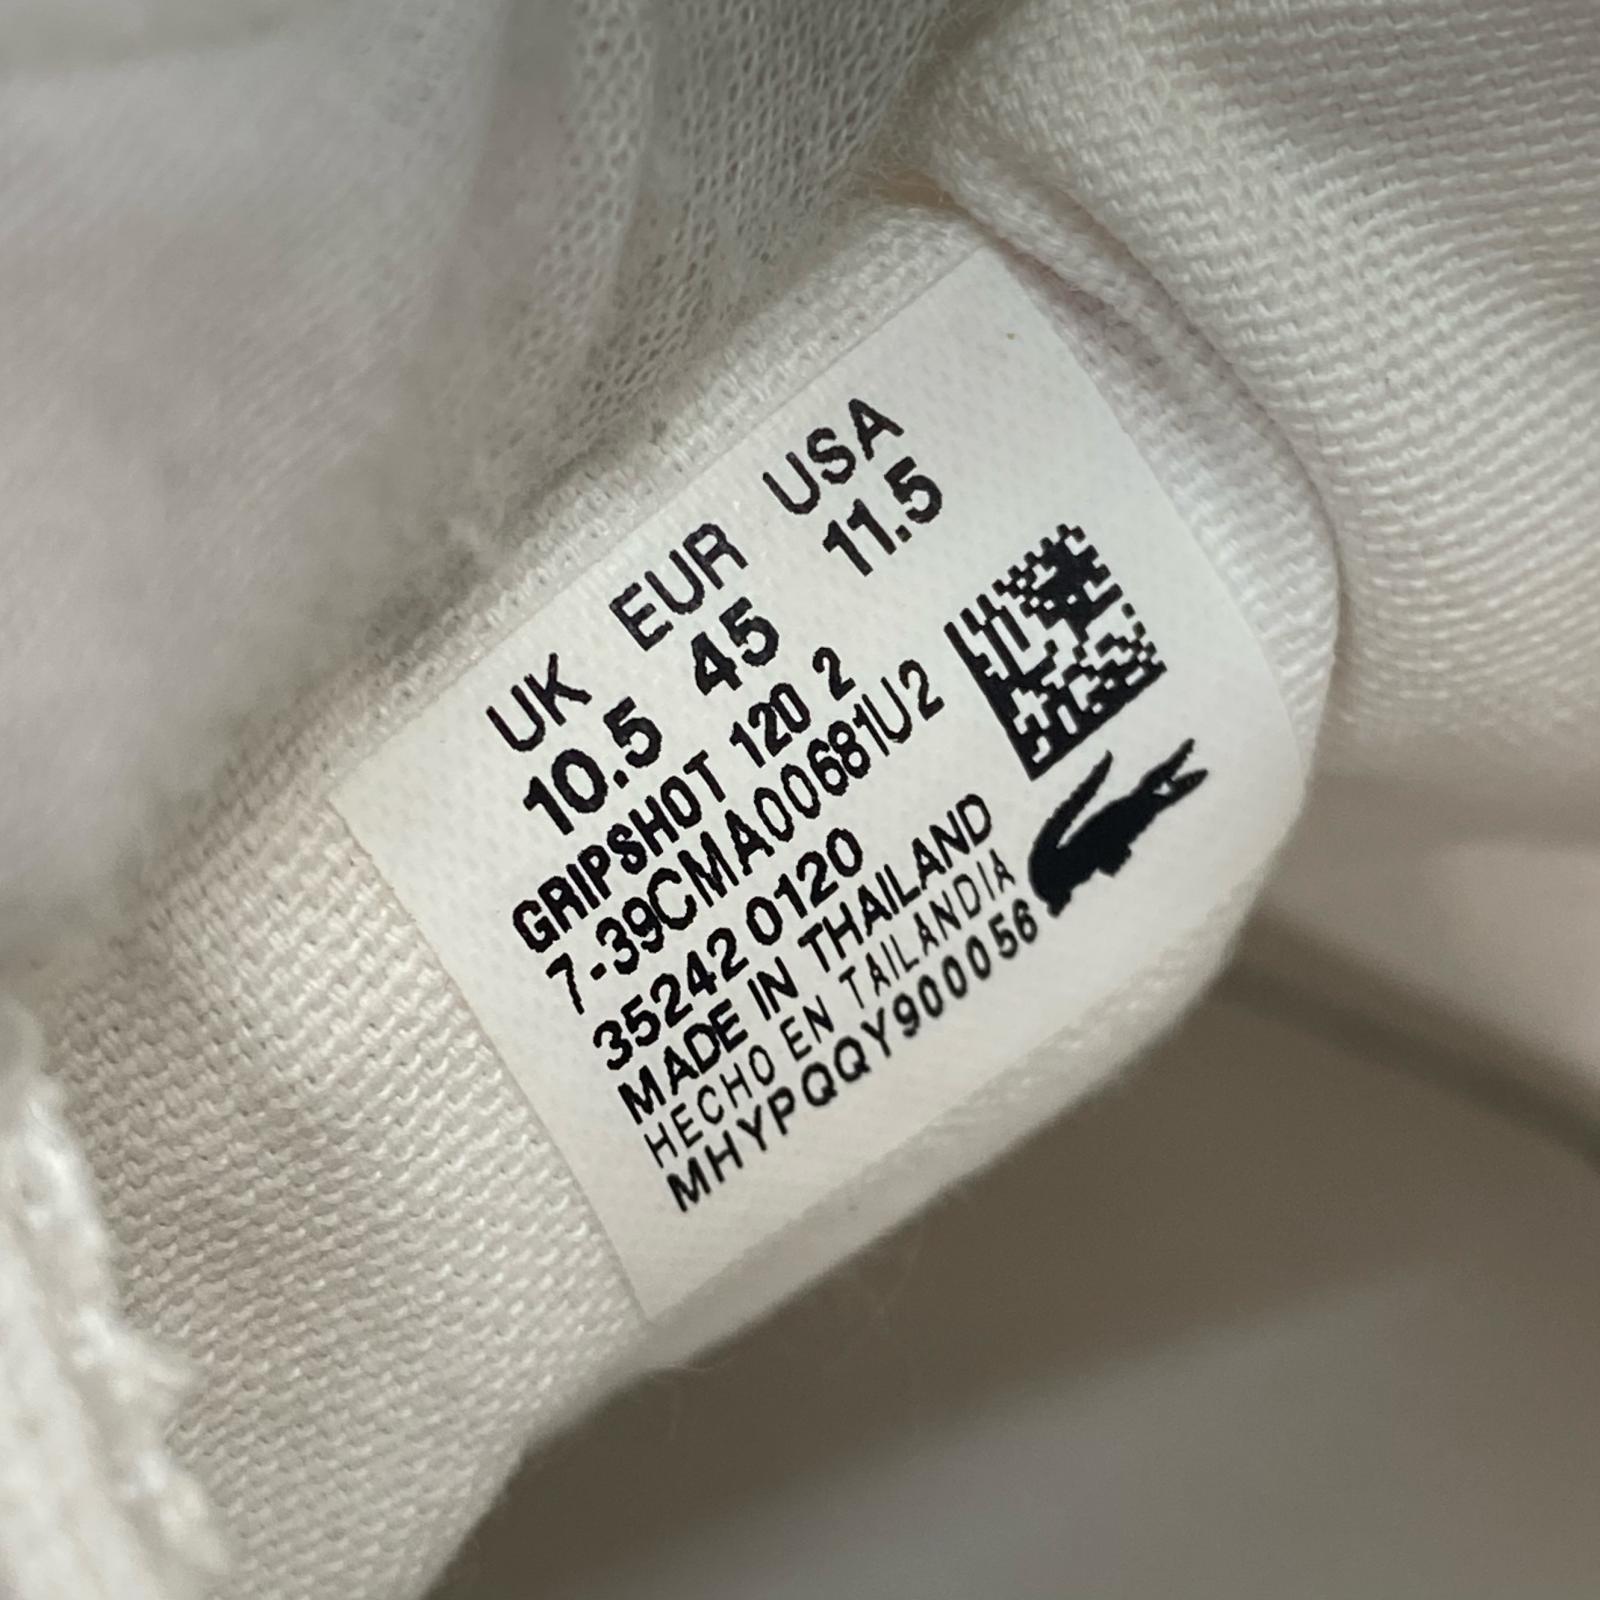 UK EUR USA
10.5 45 11.5
GRIPSHOT 120 2
7-39CMA00681U2
35242 0120
MADE IN THAILAND
HECHO EN TAILANDIA
MHYPQQY900056